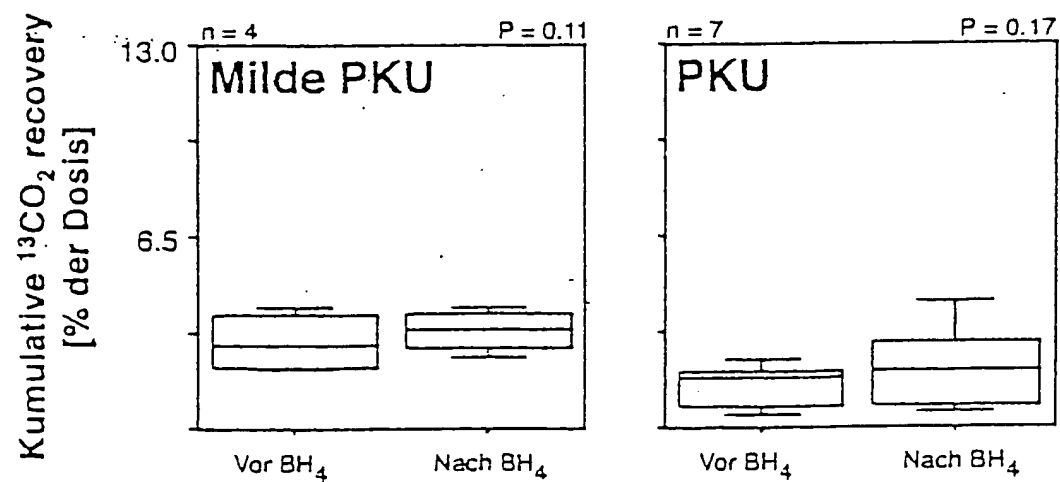 n = 4 P = 0.11
n = 7 P = 0.17
Milde PKU
PKU
Kumulative ¹³CO₂ recovery
[% der Dosis]
13.0
6.5
Vor BH₄
Nach BH₄
Vor BH₄
Nach BH₄